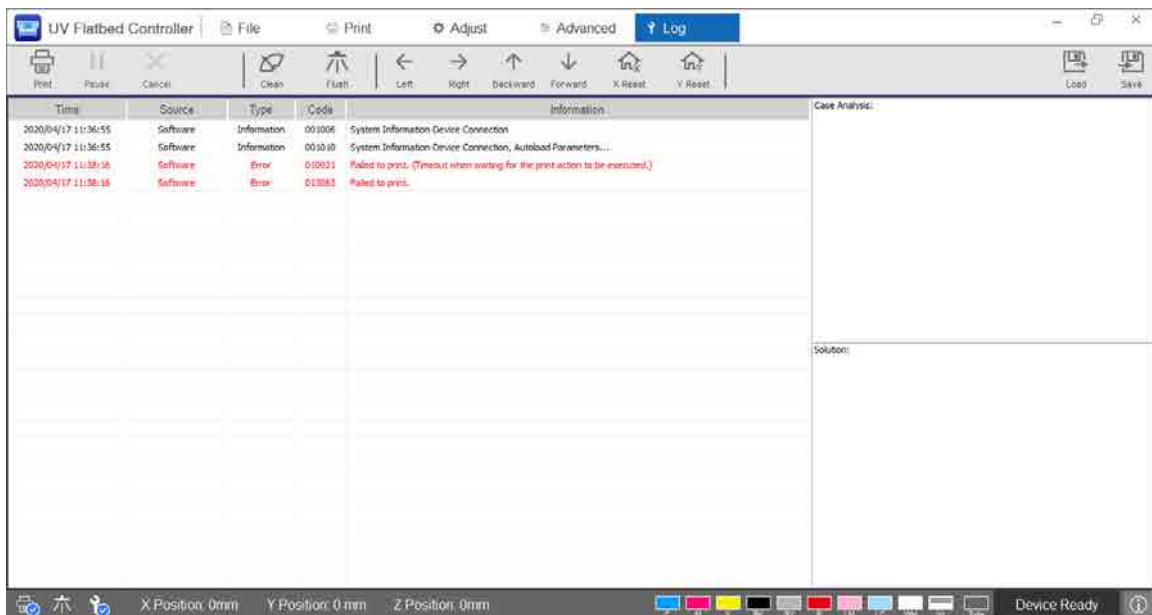 UV Flatbed Controller File Print Adjust Advanced Log
Print Pause Cancel Clean Flush Left Right Backward Forward X Reset Y Reset Load Save
Time Source Type Code Information Case Analysis:
2020/04/17 11:36:55 Software Information 001006 System Information-Device Connection
2020/04/17 11:36:55 Software Information 001010 System Information-Device Connection, Autoload Parameters...
2020/04/17 11:38:16 Software Error Failed to print. (Timeout when waiting for the print action to be executed.)
2020/04/17 11:38:16 Software Error Failed to print.
Solution:
X Position: 0mm Y Position: 0 mm Z Position: 0mm Device Ready